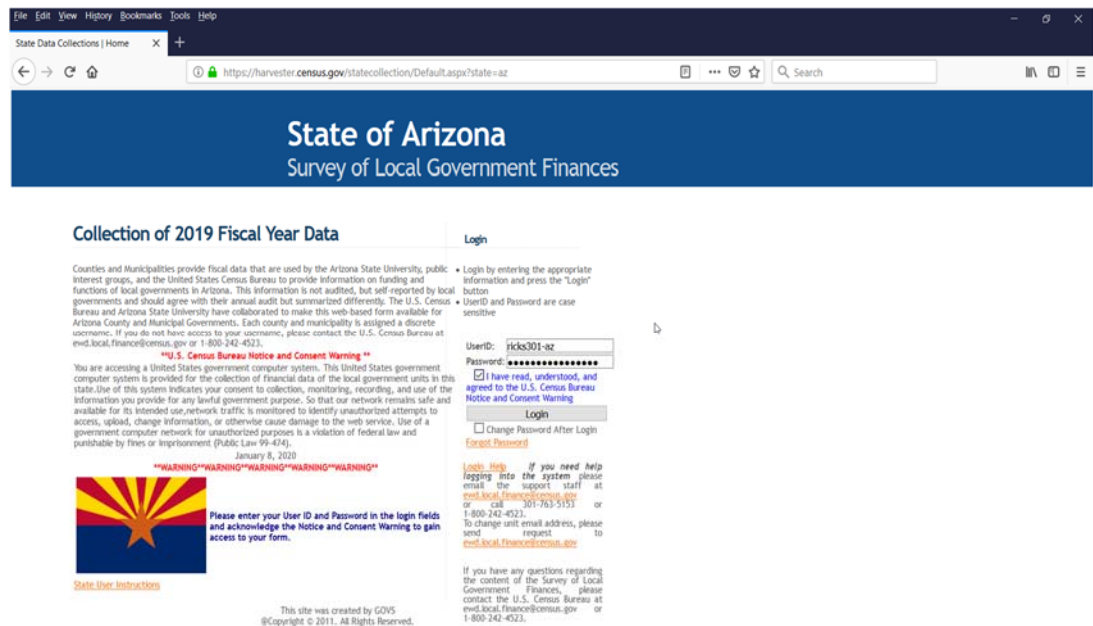 File Edit View History Bookmarks Tools Help
State Data Collections | Home
https://harvester.census.gov/statecollection/Default.aspx?state=az
Search
State of Arizona
Survey of Local Government Finances
Collection of 2019 Fiscal Year Data
Counties and Municipalities provide fiscal data that are used by the Arizona State University, public
interest groups, and the United States Census Bureau to provide information on funding and
functions of local governments in Arizona. This information is not audited, but self-reported by local
governments and should agree with their annual audit but summarized differently. The U.S. Census
Bureau and Arizona State University have collaborated to make this web-based form available for
Arizona County and Municipal Governments. Each county and municipality is assigned a discrete
username. If you do not have access to your username, please contact the U.S. Census Bureau at
ewd.local.finance@census.gov or 1-800-242-4523.
**U.S. Census Bureau Notice and Consent Warning **
You are accessing a United States government computer system. This United States government
computer system is provided for the collection of financial data of the local government units in this
state.Use of this system indicates your consent to collection, monitoring, recording, and use of the
information you provide for any lawful government purpose. So that our network remains safe and
available for its intended use,network traffic is monitored to identify unauthorized attempts to
access, upload, change information, or otherwise cause damage to the web service. Use of a
government computer network for unauthorized purposes is a violation of federal law and
punishable by fines or imprisonment (Public Law 99-474).
January 8, 2020
**WARNING**WARNING**WARNING**WARNING**WARNING**
Please enter your User ID and Password in the login fields
and acknowledge the Notice and Consent Warning to gain
access to your form.
State User Instructions
This site was created by GOVS
@Copyright © 2011. All Rights Reserved.
Login
Login by entering the appropriate
information and press the "Login"
button
UserID and Password are case
sensitive
UserID: ricks301-az
Password:
I have read, understood, and
agreed to the U.S. Census Bureau
Notice and Consent Warning
Login
Change Password After Login
Forgot Password
Login Help If you need help
logging into the system please
email the support staff at
ewd.local.finance@census.gov
or call 301-763-5153 or
1-800-242-4523.
To change unit email address, please
send request to
ewd.local.finance@census.gov
If you have any questions regarding
the content of the Survey of Local
Government Finances, please
contact the U.S. Census Bureau at
ewd.local.finance@census.gov or
1-800-242-4523.